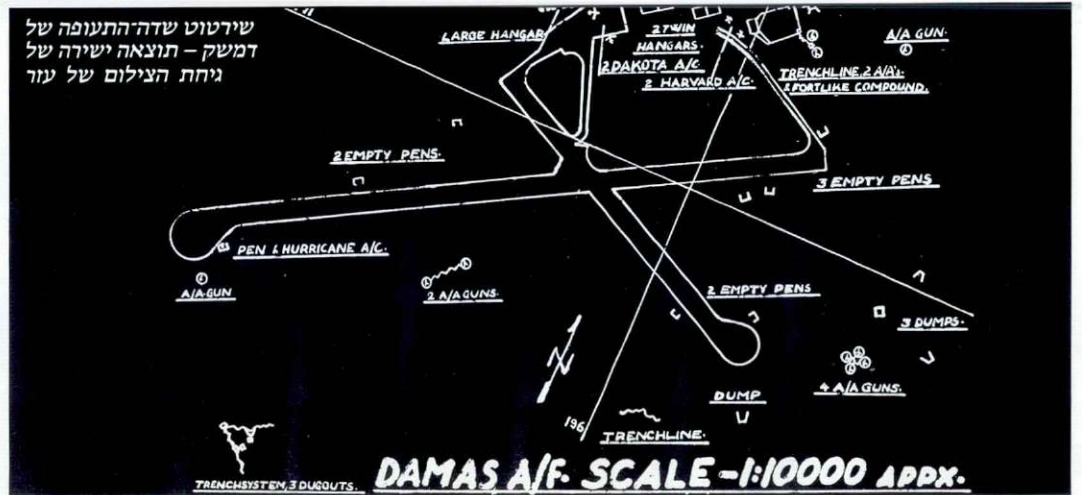 שירטוט שדה־התעופה של
דמשק – תוצאה ישירה של
גיחת הצילום של עזר
LARGE HANGAR
2 TWIN
HANGARS.
2 DAKOTA A/C.
2 HARVARD A/C.
A/A GUN.
TRENCHLINE, 2 A/A's.
& FORTLIKE COMPOUND.
2 EMPTY PENS.
3 EMPTY PENS
PEN & HURRICANE A/C.
A/A GUN
2 A/A GUNS.
2 EMPTY PENS
3 DUMPS.
4 A/A GUNS.
DUMP
N
196
TRENCHLINE.
TRENCHSYSTEM, 3 DUGOUTS.
DAMAS A/F. SCALE -1:10000 APPX.